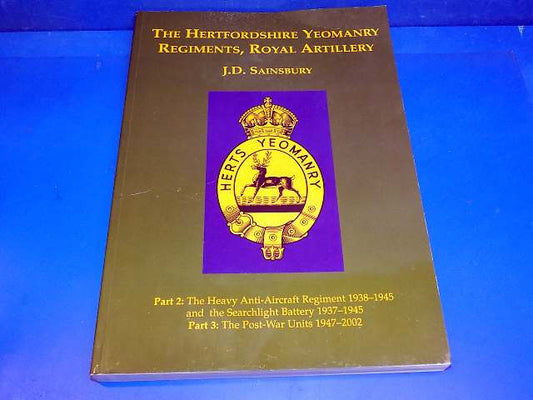 THE HERTFORDSHIRE YEOMANRY
REGIMENTS, ROYAL ARTILLERY
J.D. SAINSBURY
HERTS YEOMANRY
Part 2: The Heavy Anti-Aircraft Regiment 1938–1945
and the Searchlight Battery 1937–1945
Part 3: The Post-War Units 1947–2002